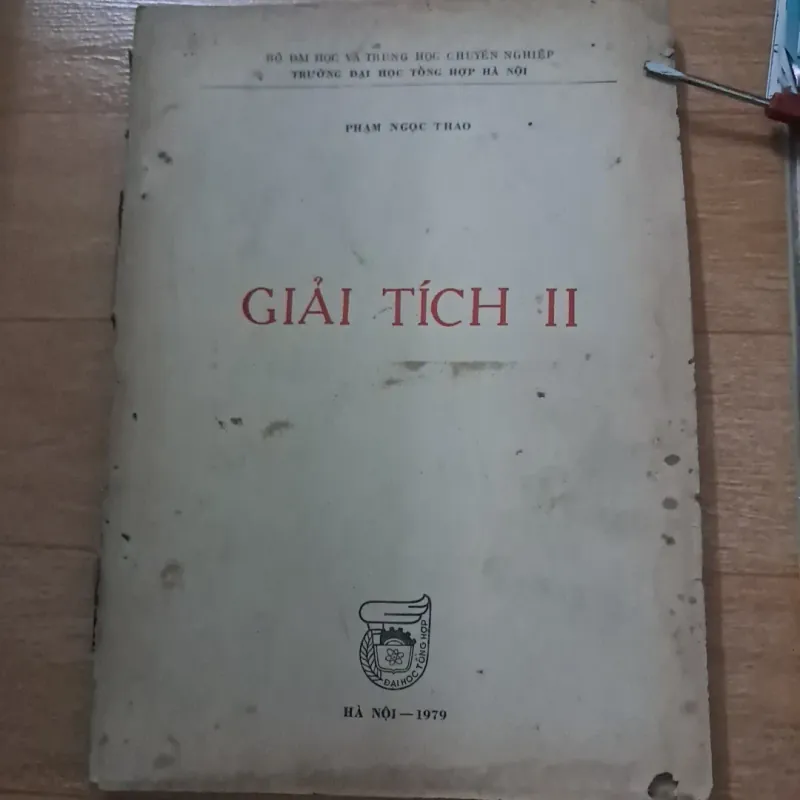 BỘ ĐẠI HỌC VÀ TRUNG HỌC CHUYÊN NGHIỆP
TRƯỜNG ĐẠI HỌC TỔNG HỢP HÀ NỘI
PHẠM NGỌC THAO
GIẢI TÍCH II
ĐẠI HỌC TỔNG HỢP
HÀ NỘI — 1979